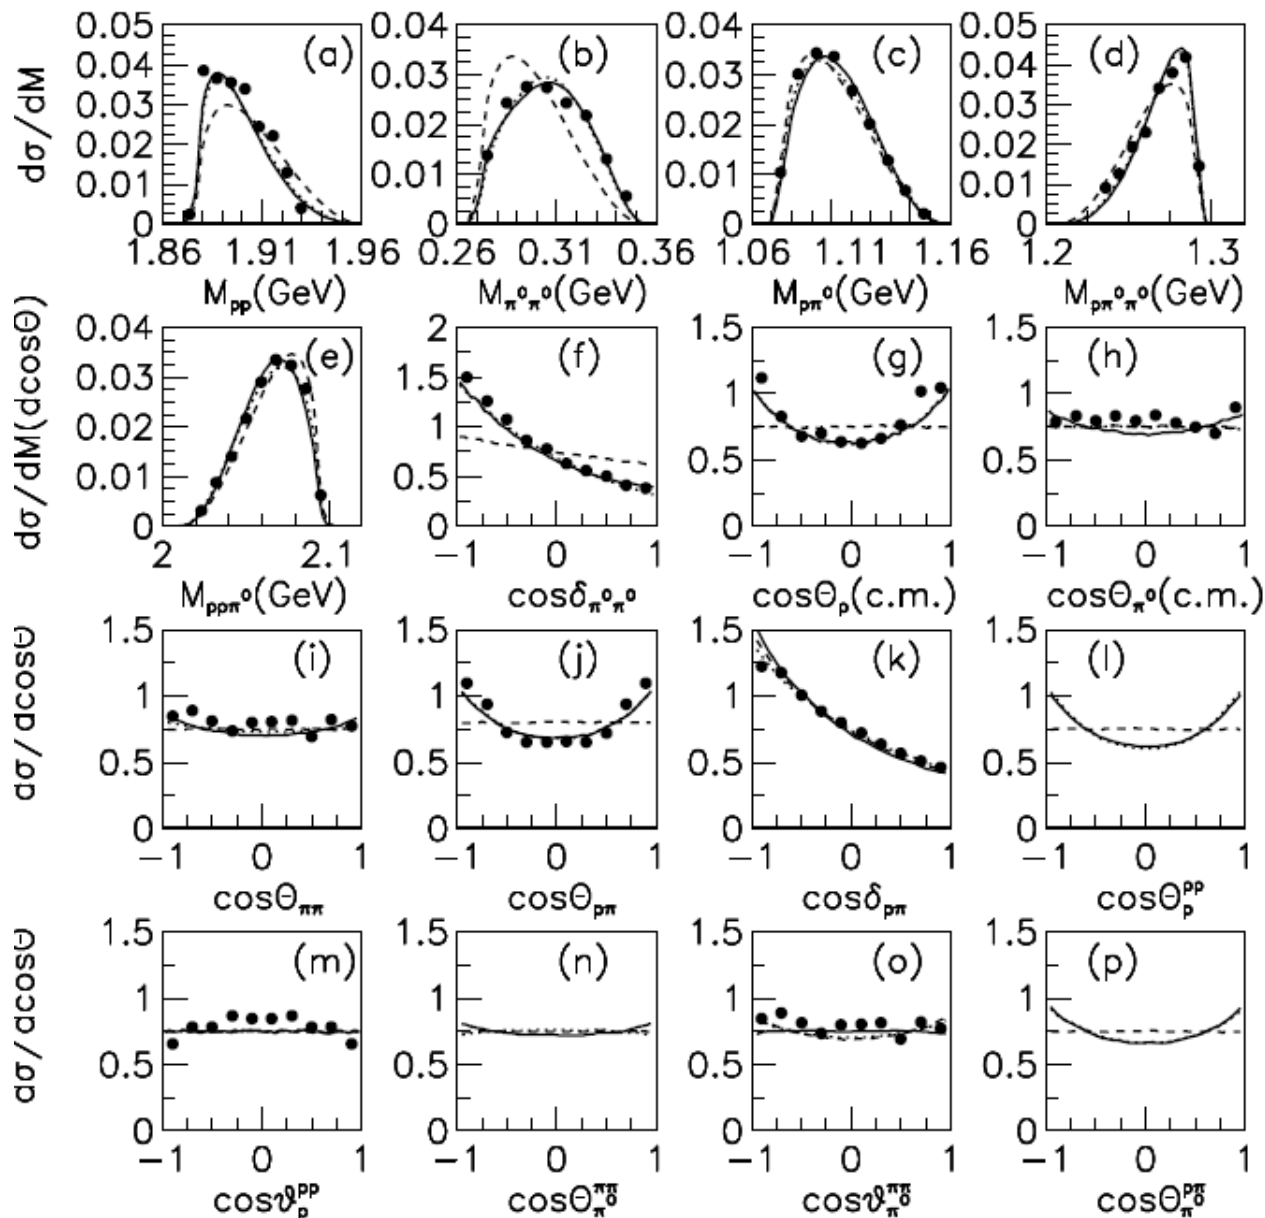 0.05 (a) 0.04 (b) 0.05 (c) 0.05 (d)
0.04 0.03 0.04 0.04
0.03 0.02 0.03 0.03
0.02 0.02 0.02
0.01 0.01 0.01 0.01
0 0 0 0
1.86 1.91 1.96 0.26 0.31 0.36 1.06 1.11 1.16 1.2 1.3
dσ/dM
M_pp(GeV) M_π⁰π⁰(GeV) M_pπ⁰(GeV) M_pπ⁰π⁰(GeV)
0.04 (e) 2 (f) 1.5 (g) 1.5 (h)
0.03 1.5 1 1
0.02 1 0.5 0.5
0.01 0.5
0 0 0 0
2 2.1 −1 0 1 −1 0 1 −1 0 1
dσ/dM(dcosΘ)
M_ppπ⁰(GeV) cosδ_π⁰π⁰ cosΘ_p(c.m.) cosΘ_π⁰(c.m.)
1.5 (i) 1.5 (j) 1.5 (k) 1.5 (l)
1 1 1 1
0.5 0.5 0.5 0.5
0 0 0 0
−1 0 1 −1 0 1 −1 0 1 −1 0 1
dσ/dcosΘ
cosΘ_ππ cosΘ_pπ cosδ_pπ cosΘ_p^pp
1.5 (m) 1.5 (n) 1.5 (o) 1.5 (p)
1 1 1 1
0.5 0.5 0.5 0.5
0 0 0 0
−1 0 1 −1 0 1 −1 0 1 −1 0 1
dσ/dcosΘ
cosϑ_p^pp cosΘ_π⁰^ππ cosϑ_π⁰^ππ cosΘ_π⁰^pπ